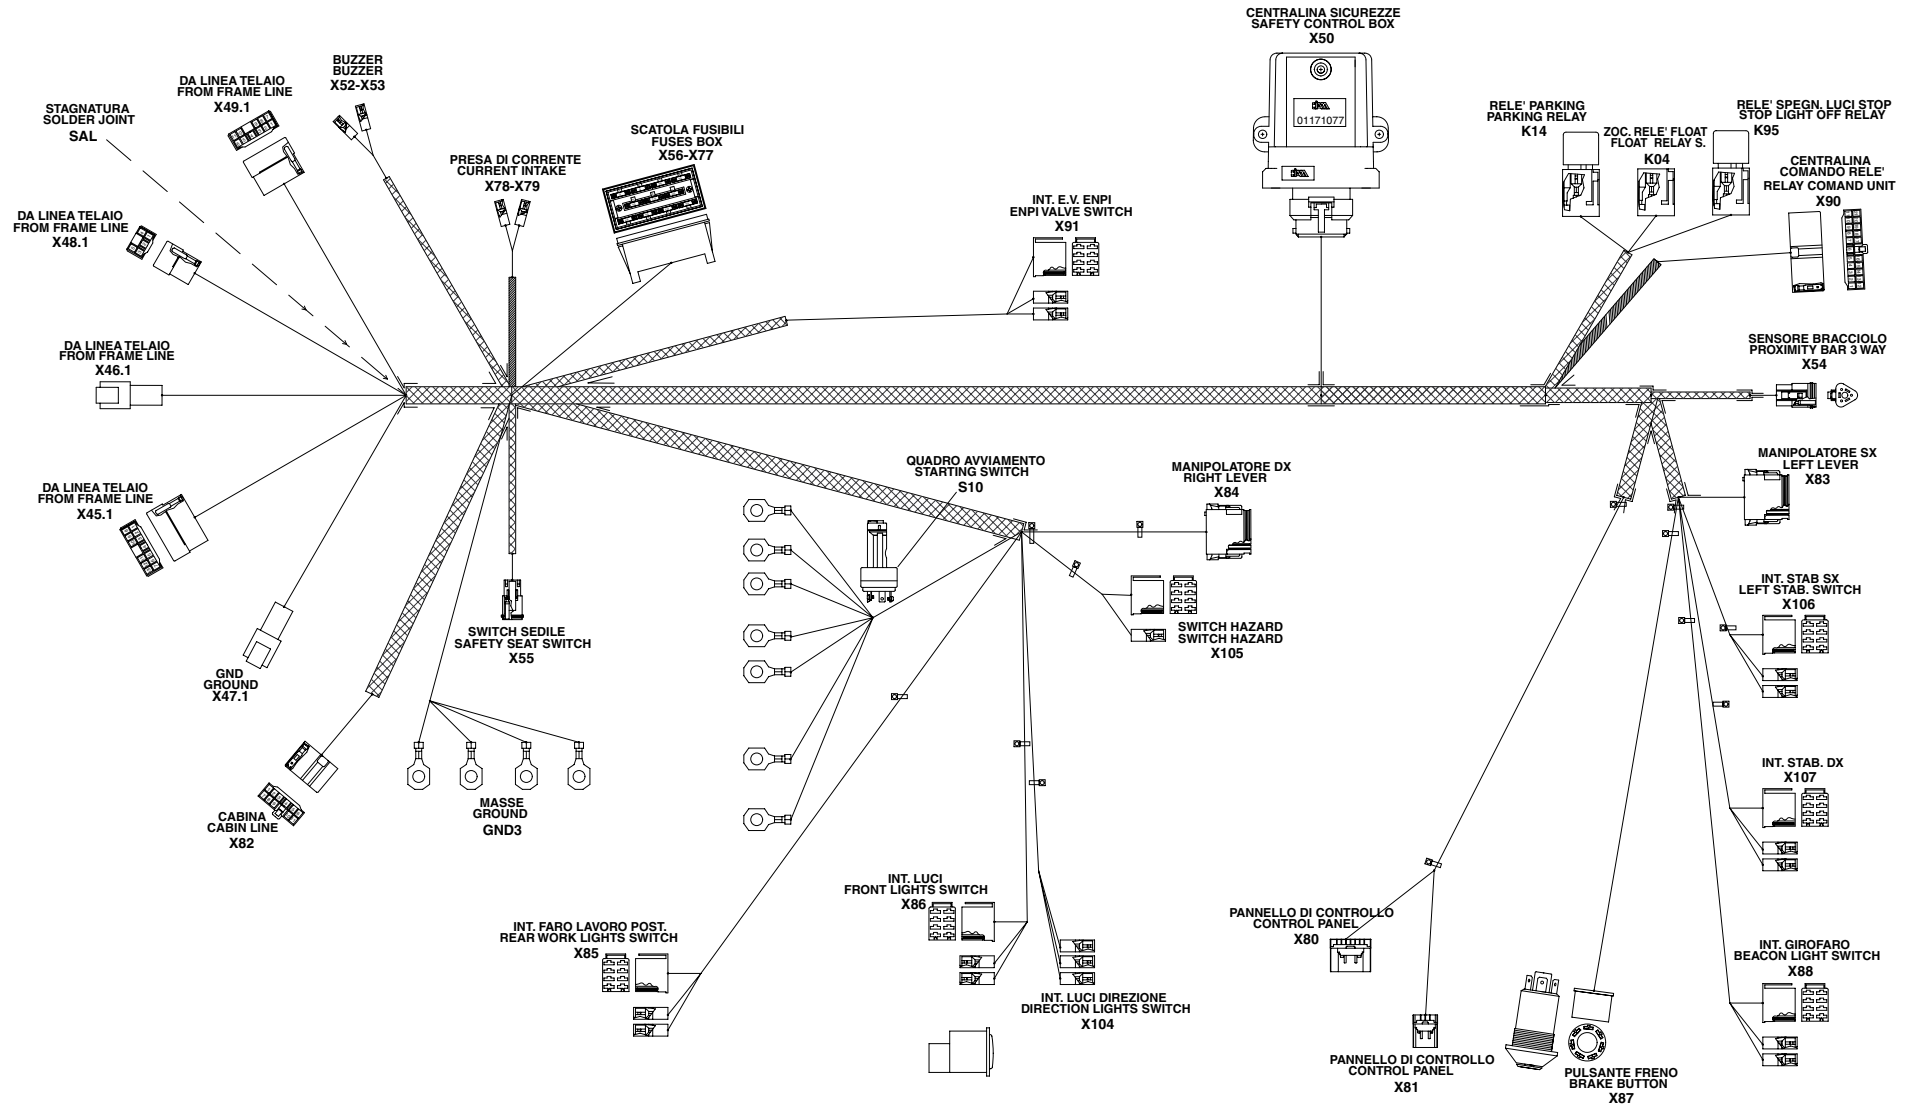 CENTRALINA SICUREZZE
SAFETY CONTROL BOX
X50
01171077
BUZZER
BUZZER
X52-X53
DA LINEA TELAIO
FROM FRAME LINE
X49.1
STAGNATURA
SOLDER JOINT
SAL
SCATOLA FUSIBILI
FUSES BOX
X56-X77
PRESA DI CORRENTE
CURRENT INTAKE
X78-X79
RELE' PARKING
PARKING RELAY
K14
ZOC. RELE' FLOAT
FLOAT RELAY S.
K04
RELE' SPEGN. LUCI STOP
STOP LIGHT OFF RELAY
K95
CENTRALINA
COMANDO RELE'
RELAY COMAND UNIT
X90
INT. E.V. ENPI
ENPI VALVE SWITCH
X91
DA LINEA TELAIO
FROM FRAME LINE
X48.1
DA LINEA TELAIO
FROM FRAME LINE
X46.1
SENSORE BRACCIOLO
PROXIMITY BAR 3 WAY
X54
DA LINEA TELAIO
FROM FRAME LINE
X45.1
QUADRO AVVIAMENTO
STARTING SWITCH
S10
MANIPOLATORE DX
RIGHT LEVER
X84
MANIPOLATORE SX
LEFT LEVER
X83
INT. STAB SX
LEFT STAB. SWITCH
X106
SWITCH SEDILE
SAFETY SEAT SWITCH
X55
SWITCH HAZARD
SWITCH HAZARD
X105
GND
GROUND
X47.1
INT. STAB. DX
X107
MASSE
GROUND
GND3
CABINA
CABIN LINE
X82
INT. LUCI
FRONT LIGHTS SWITCH
X86
INT. FARO LAVORO POST.
REAR WORK LIGHTS SWITCH
X85
PANNELLO DI CONTROLLO
CONTROL PANEL
X80
INT. GIROFARO
BEACON LIGHT SWITCH
X88
INT. LUCI DIREZIONE
DIRECTION LIGHTS SWITCH
X104
PANNELLO DI CONTROLLO
CONTROL PANEL
X81
PULSANTE FRENO
BRAKE BUTTON
X87